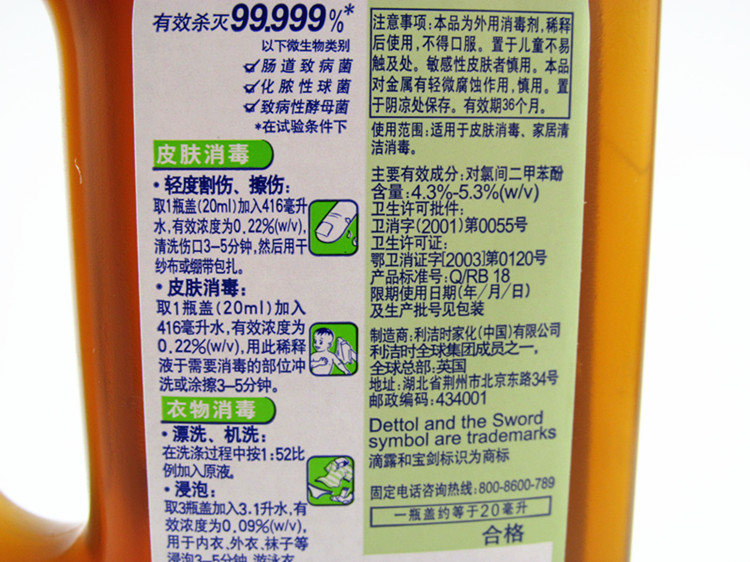 有效杀灭99.999%*
以下微生物类别
肠道致病菌
化脓性球菌
致病性酵母菌
*在试验条件下
皮肤消毒
·轻度割伤、擦伤:
取1瓶盖(20ml)加入416毫升
水,有效浓度为0.22%(w/v),
清洗伤口3-5分钟,然后用干
纱布或绷带包扎。
·皮肤消毒:
取1瓶盖(20ml)加入
416毫升水,有效浓度为
0.22%(w/v),用此稀释
液于需要消毒的部位冲
洗或涂擦3-5分钟。
衣物消毒
·漂洗、机洗:
在洗涤过程中按1:52比
例加入原液。
·浸泡:
取3瓶盖加入3.1升水,有
效浓度为0.09%(w/v),
用于内衣、外衣、袜子等
浸泡3-5分钟,游泳衣
注意事项:本品为外用消毒剂,稀释
后使用,不得口服。置于儿童不易
触及处。敏感性皮肤者慎用。本品
对金属有轻微腐蚀作用,慎用。置
于阴凉处保存。有效期36个月。
使用范围:适用于皮肤消毒、家居清
洁消毒。
主要有效成分:对氯间二甲苯酚
含量:4.3%-5.3%(w/v)
卫生许可批件:
卫消字(2001)第0055号
卫生许可证:
鄂卫消证字[2003]第0120号
产品标准号:Q/RB 18
限期使用日期(年/月/日)
及生产批号见包装
制造商:利洁时家化(中国)有限公司
利洁时全球集团成员之一,
全球总部:英国
地址:湖北省荆州市北京东路34号
邮政编码:434001
Dettol and the Sword
symbol are trademarks
滴露和宝剑标识为商标
固定电话咨询热线:800-8600-789
一瓶盖约等于20毫升
合格